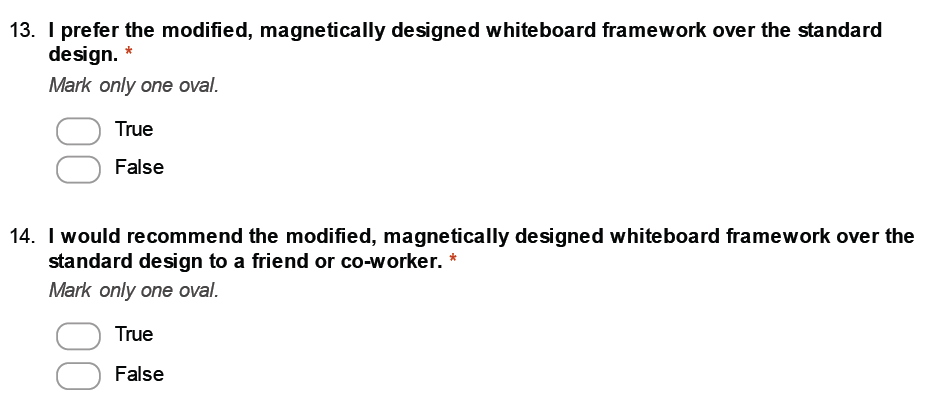 13. I prefer the modified, magnetically designed whiteboard framework over the standard
design. *
Mark only one oval.
True
False
14. I would recommend the modified, magnetically designed whiteboard framework over the
standard design to a friend or co-worker. *
Mark only one oval.
True
False